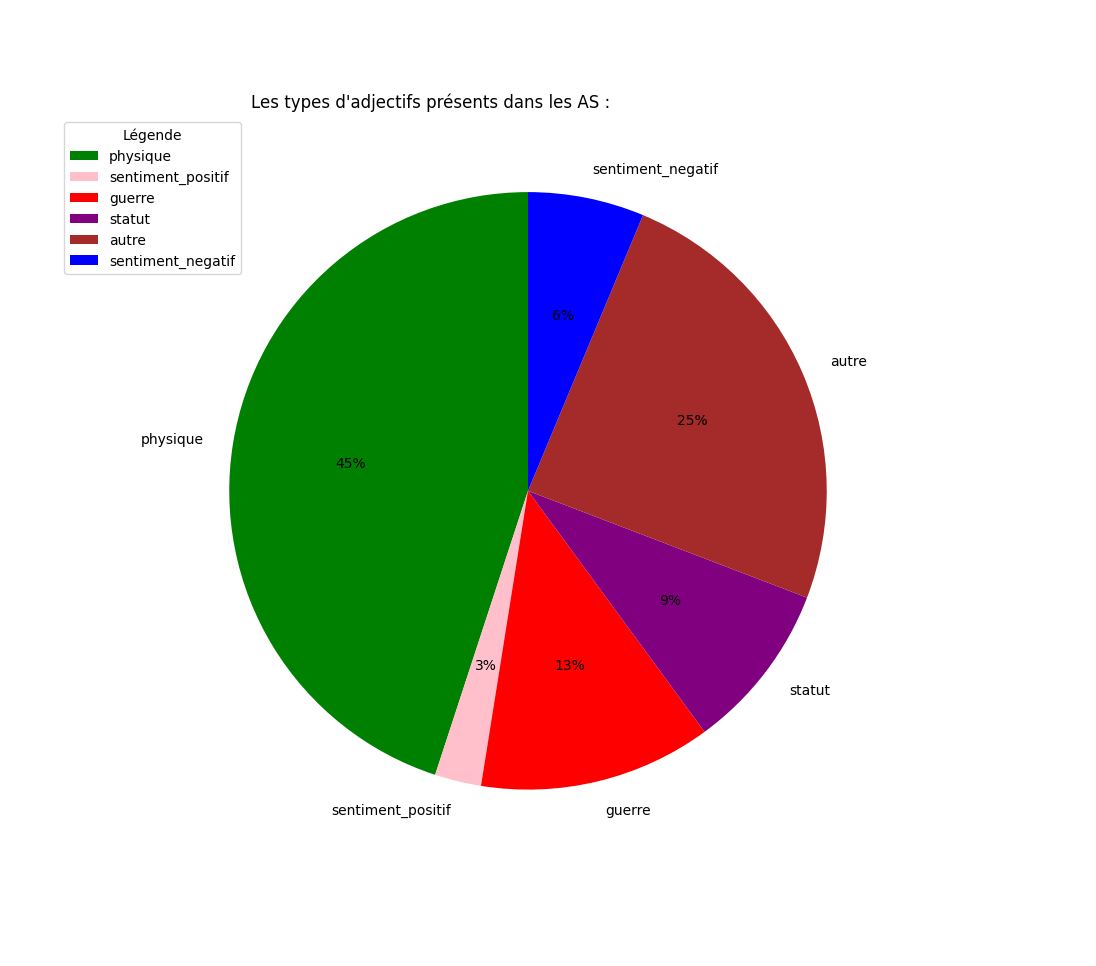 Les types d'adjectifs présents dans les AS :
Légende
physique
sentiment_positif
guerre
statut
autre
sentiment_negatif
sentiment_negatif
6%
autre
25%
physique
45%
9%
statut
3%
13%
sentiment_positif
guerre